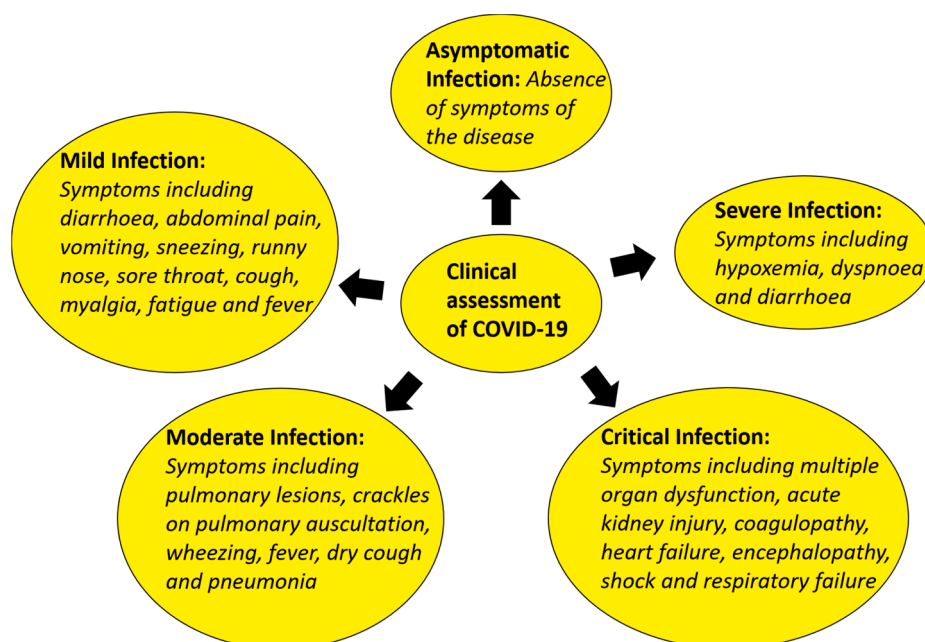 Asymptomatic
Infection: Absence
of symptoms of
the disease
Mild Infection:
Symptoms including
diarrhoea, abdominal pain,
vomiting, sneezing, runny
nose, sore throat, cough,
myalgia, fatigue and fever
Severe Infection:
Symptoms including
hypoxemia, dyspnoea
and diarrhoea
Clinical
assessment
of COVID-19
Moderate Infection:
Symptoms including
pulmonary lesions, crackles
on pulmonary auscultation,
wheezing, fever, dry cough
and pneumonia
Critical Infection:
Symptoms including multiple
organ dysfunction, acute
kidney injury, coagulopathy,
heart failure, encephalopathy,
shock and respiratory failure